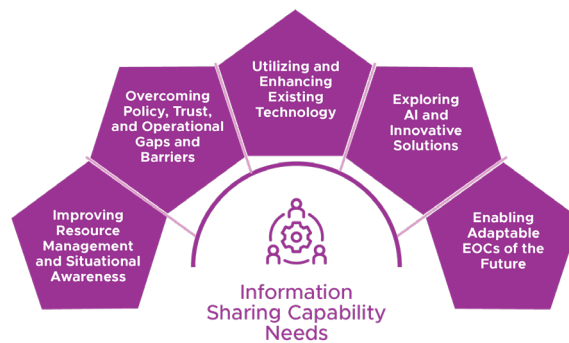 Improving
Resource
Management
and Situational
Awareness
Overcoming
Policy, Trust,
and Operational
Gaps and
Barriers
Utilizing and
Enhancing
Existing
Technology
Exploring
AI and
Innovative
Solutions
Enabling
Adaptable
EOCs of the
Future
Information
Sharing Capability
Needs